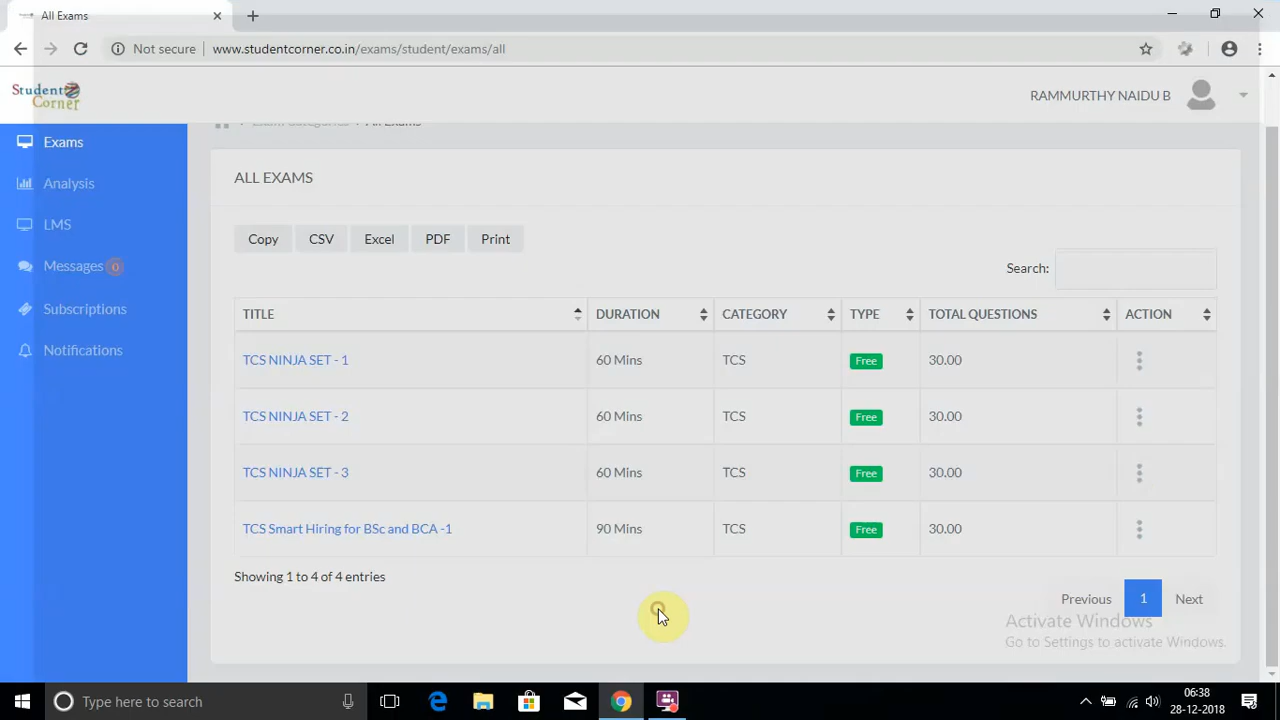 All Exams
Not secure www.studentcorner.co.in/exams/student/exams/all
Student
Corner
RAMMURTHY NAIDU B
Exams
Analysis
LMS
Messages 0
Subscriptions
Notifications
Exam Categories All Exams
ALL EXAMS
Copy CSV Excel PDF Print
Search:
TITLE DURATION CATEGORY TYPE TOTAL QUESTIONS ACTION
TCS NINJA SET - 1 60 Mins TCS Free 30.00
TCS NINJA SET - 2 60 Mins TCS Free 30.00
TCS NINJA SET - 3 60 Mins TCS Free 30.00
TCS Smart Hiring for BSc and BCA -1 90 Mins TCS Free 30.00
Showing 1 to 4 of 4 entries
Previous 1 Next
Activate Windows
Go to Settings to activate Windows.
Type here to search
06:38
28-12-2018